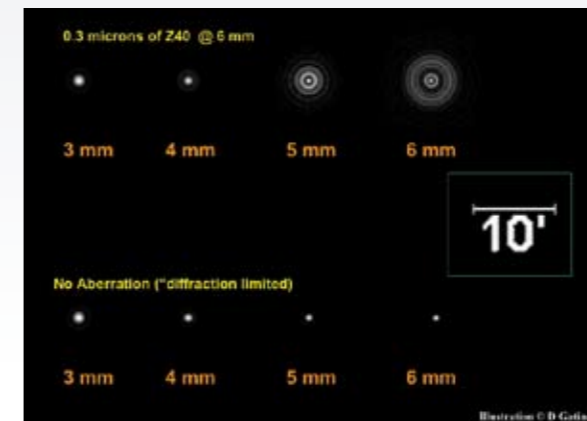 0.3 microns of Z40 @ 6 mm
3 mm 4 mm 5 mm 6 mm
10'
No Aberration ("diffraction limited)
3 mm 4 mm 5 mm 6 mm
Illustration © D Gatin